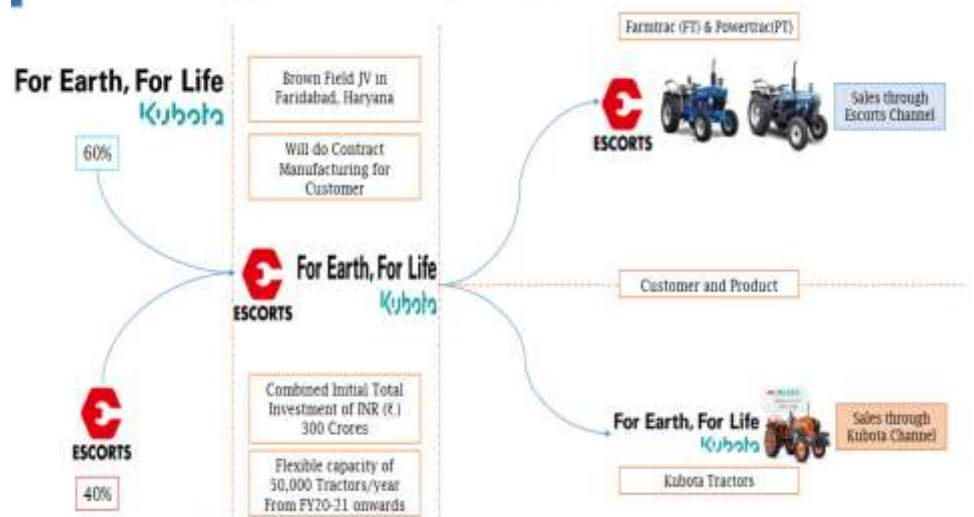 For Earth, For Life
Kubota
60%
ESCORTS
40%
Brown Field JV in
Faridabad, Haryana
Will do Contract
Manufacturing for
Customer
ESCORTS
For Earth, For Life
Kubota
Combined Initial Total
Investment of INR (₹.)
300 Crores
Flexible capacity of
50,000 Tractors/year
From FY20-21 onwards
Farmtrac (FT) & Powertrac(PT)
ESCORTS
Sales through
Escorts Channel
Customer and Product
For Earth, For Life
Kubota
Sales through
Kubota Channel
Kubota Tractors